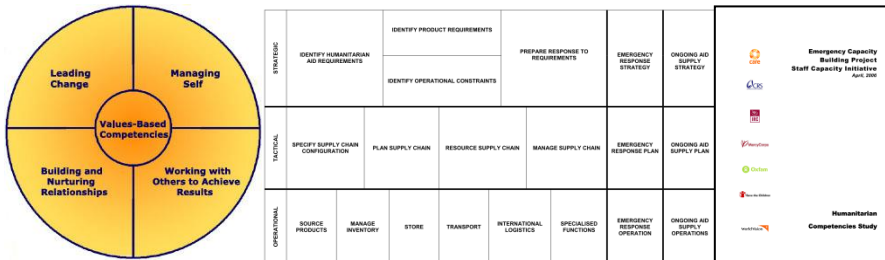 Leading
Change
Managing
Self
Values-Based
Competencies
Building and
Nurturing
Relationships
Working with
Others to Achieve
Results
STRATEGIC
IDENTIFY HUMANITARIAN
AID REQUIREMENTS
IDENTIFY PRODUCT REQUIREMENTS
IDENTIFY OPERATIONAL CONSTRAINTS
PREPARE RESPONSE TO
REQUIREMENTS
EMERGENCY
RESPONSE
STRATEGY
ONGOING AID
SUPPLY
STRATEGY
TACTICAL
SPECIFY SUPPLY CHAIN
CONFIGURATION
PLAN SUPPLY CHAIN
RESOURCE SUPPLY CHAIN
MANAGE SUPPLY CHAIN
EMERGENCY
RESPONSE PLAN
ONGOING AID
SUPPLY PLAN
OPERATIONAL
SOURCE
PRODUCTS
MANAGE
INVENTORY
STORE
TRANSPORT
INTERNATIONAL
LOGISTICS
SPECIALISED
FUNCTIONS
EMERGENCY
RESPONSE
OPERATION
ONGOING AID
SUPPLY
OPERATIONS
care
CRS
MercyCorps
Oxfam
Save the Children
World Vision
Emergency Capacity
Building Project
Staff Capacity Initiative
April, 2006
Humanitarian
Competencies Study